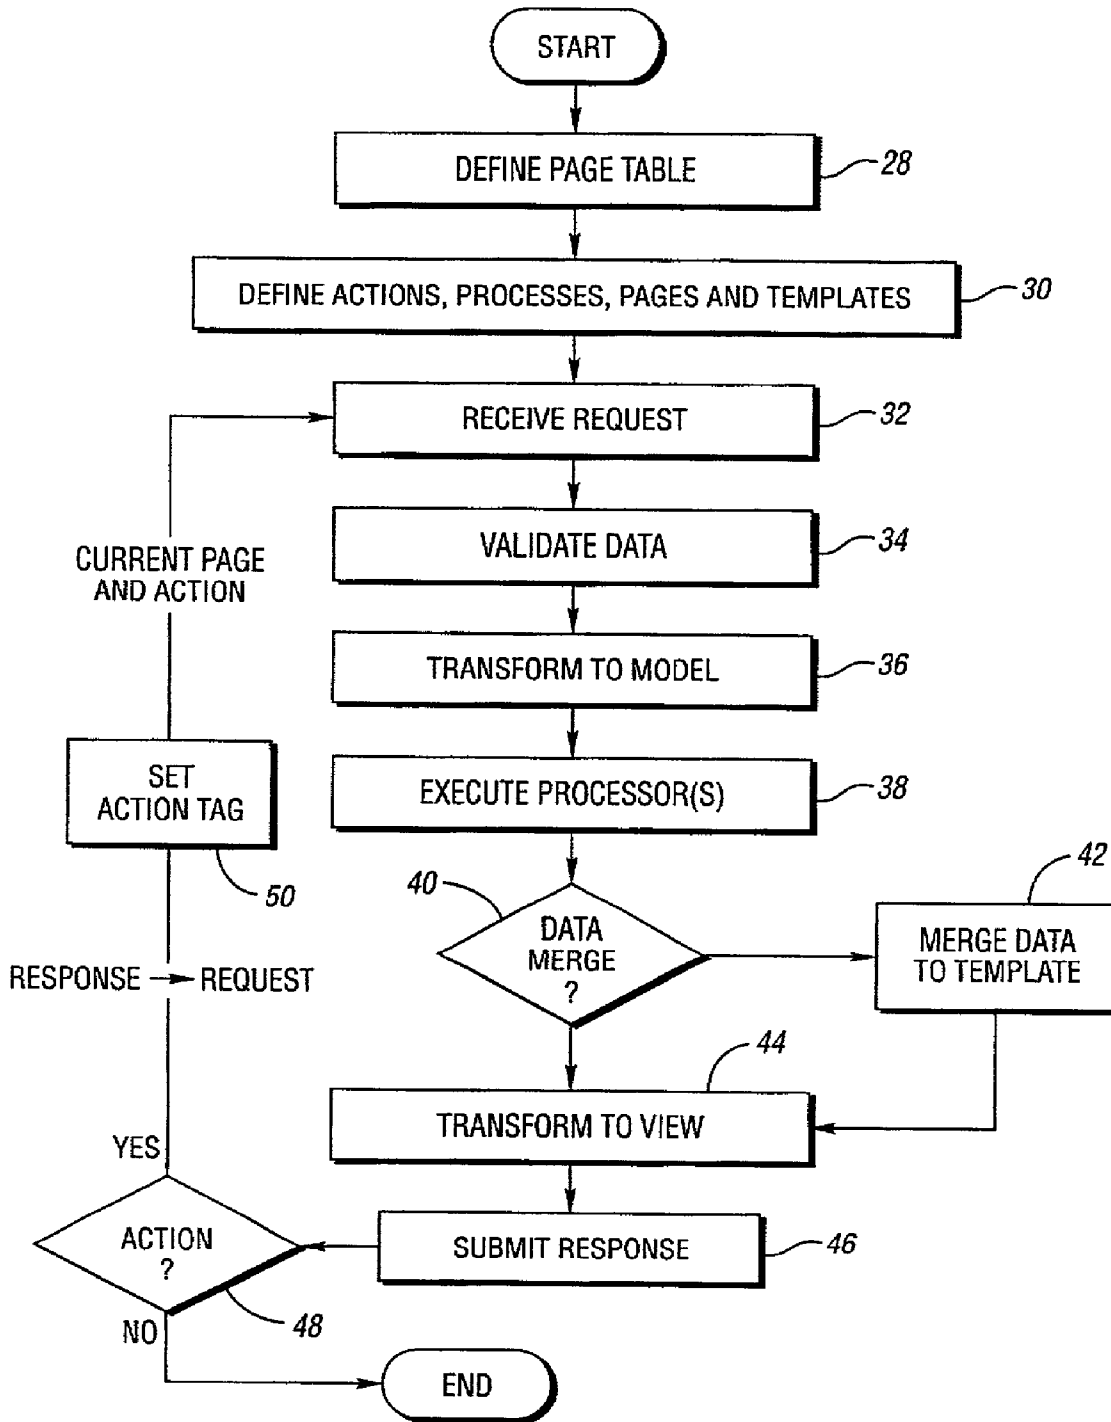 START
DEFINE PAGE TABLE
28
DEFINE ACTIONS, PROCESSES, PAGES AND TEMPLATES
30
RECEIVE REQUEST
32
VALIDATE DATA
34
CURRENT PAGE
AND ACTION
TRANSFORM TO MODEL
36
SET
ACTION TAG
50
EXECUTE PROCESSOR(S)
38
40
DATA
MERGE
?
42
MERGE DATA
TO TEMPLATE
RESPONSE
REQUEST
44
TRANSFORM TO VIEW
YES
ACTION
?
48
NO
SUBMIT RESPONSE
46
END